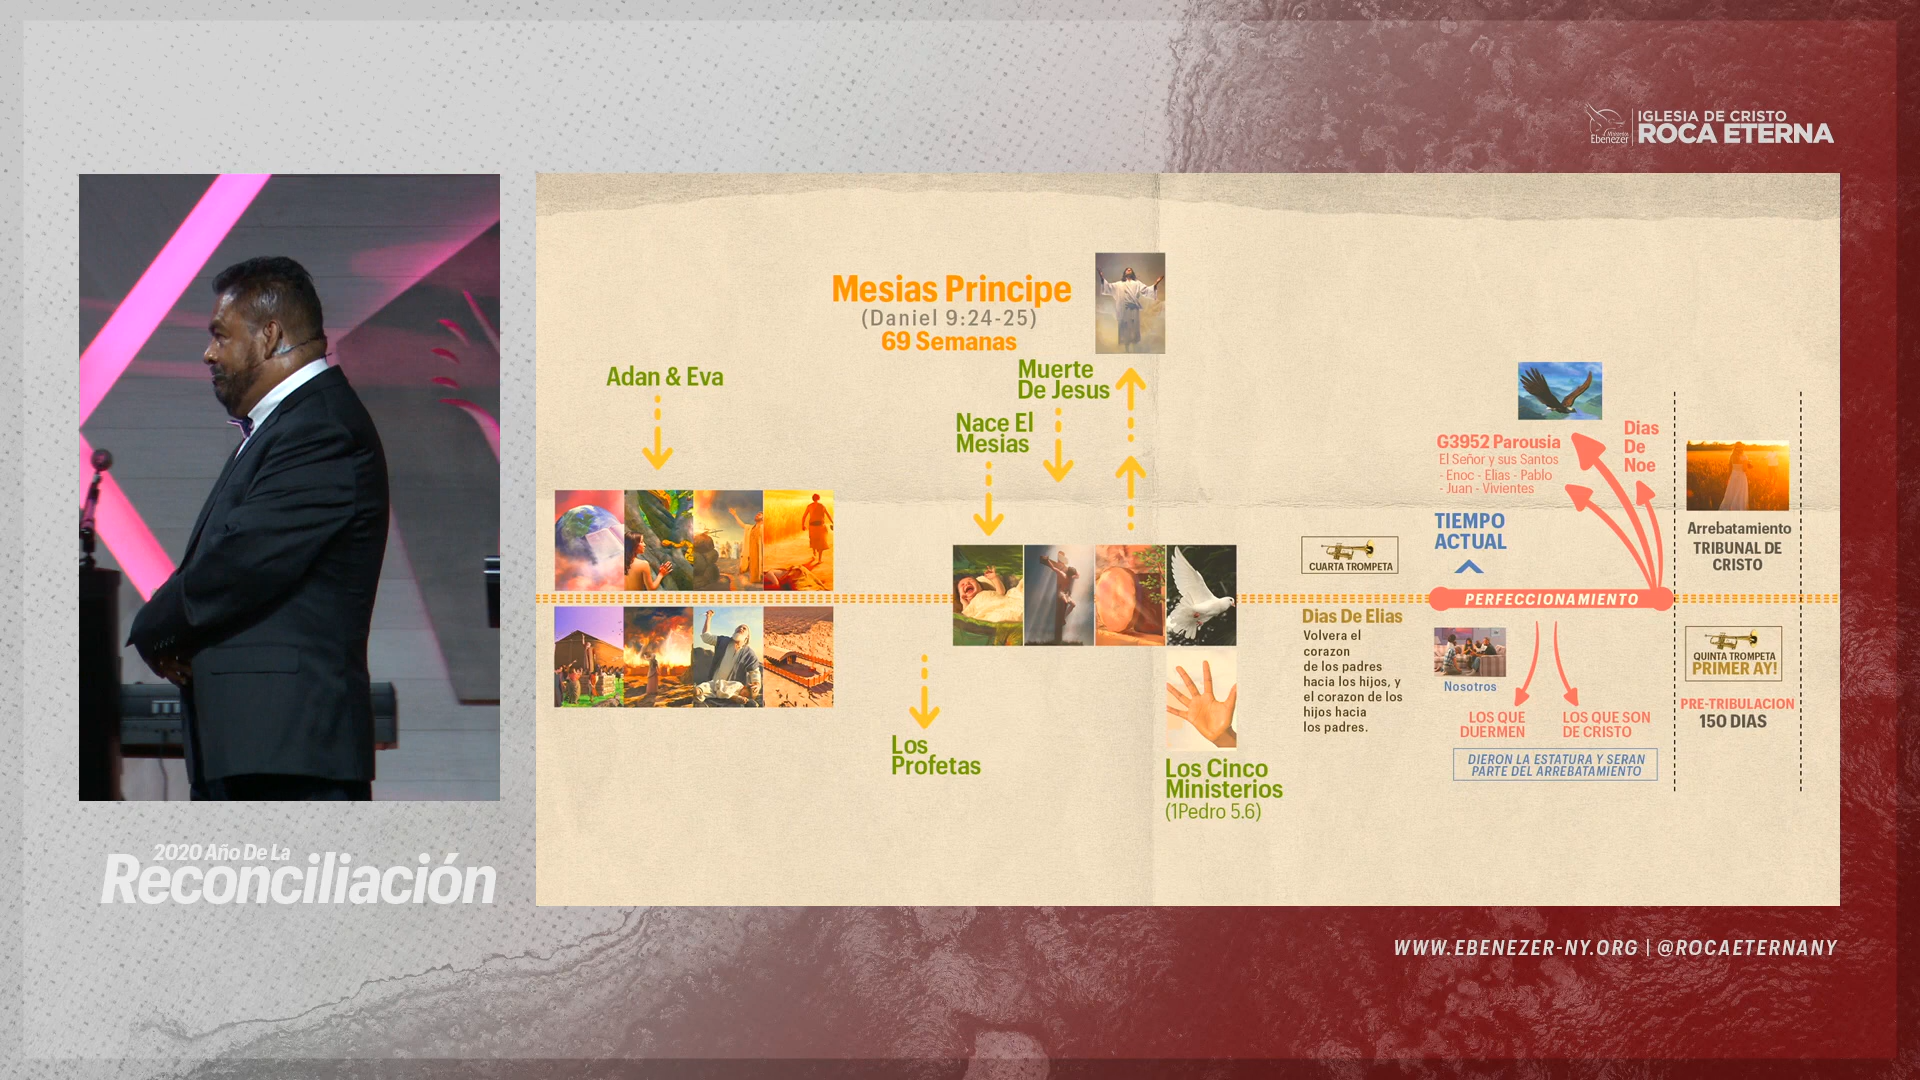 Ministerios
Ebenezer
IGLESIA DE CRISTO
ROCA ETERNA
Mesias Principe
(Daniel 9:24-25)
69 Semanas
Adan & Eva
Muerte
De Jesus
Nace El
Mesias
Los
Profetas
Los Cinco
Ministerios
(1Pedro 5.6)
CUARTA TROMPETA
Dias De Elias
Volvera el
corazon
de los padres
hacia los hijos, y
el corazon de los
hijos hacia
los padres.
G3952 Parousia
El Señor y sus Santos
- Enoc - Elias - Pablo
- Juan - Vivientes
Dias
De
Noe
TIEMPO
ACTUAL
PERFECCIONAMIENTO
Nosotros
LOS QUE
DUERMEN
LOS QUE SON
DE CRISTO
DIERON LA ESTATURA Y SERAN
PARTE DEL ARREBATAMIENTO
Arrebatamiento
TRIBUNAL DE
CRISTO
QUINTA TROMPETA
PRIMER AY!
PRE-TRIBULACION
150 DIAS
2020 Año De La
Reconciliación
WWW.EBENEZER-NY.ORG | @ROCAETERNANY